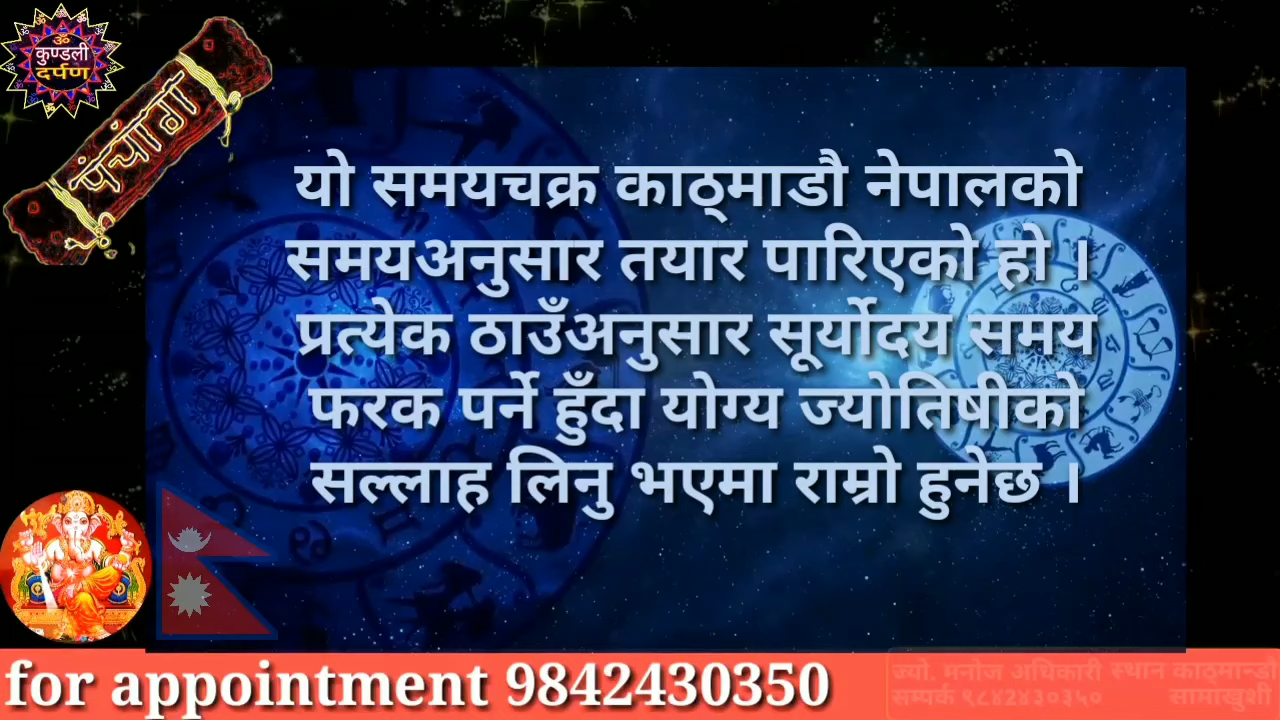 ॐ
कुण्डली
दर्पण
पंचांग
यो समयचक्र काठ्माडौ नेपालको
समयअनुसार तयार पारिएको हो ।
प्रत्येक ठाउँअनुसार सूर्योदय समय
फरक पर्ने हुँदा योग्य ज्योतिषीको
सल्लाह लिनु भएमा राम्रो हुनेछ ।
for appointment 9842430350
ज्यो. मनोज अधिकारी स्थान काठ्मान्डौ
सम्पर्क ९८४२४३०३५० सामाखुशी